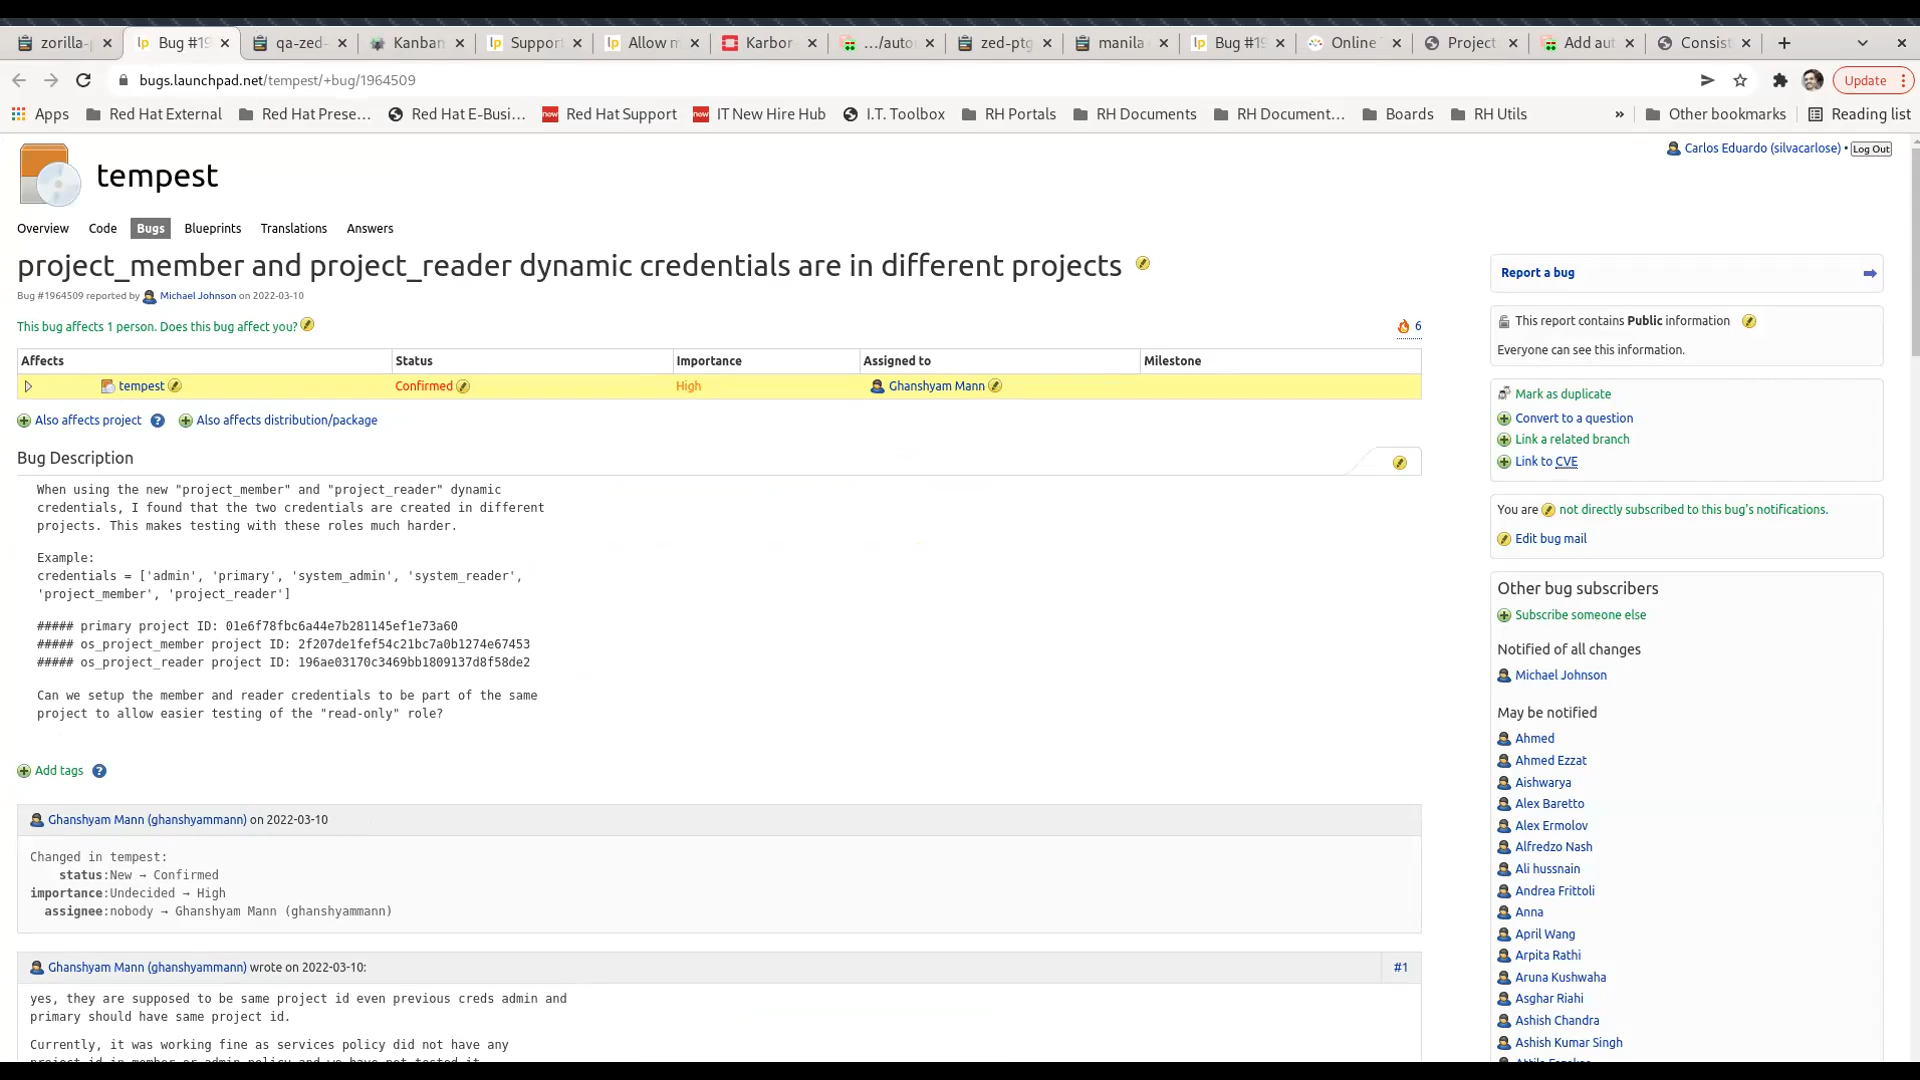 zorilla-p
Bug #19
qa-zed-
Kanban
Support
Allow m
Karbor
.../auto
zed-ptg
manila
Bug #19
Online
Project
Add aut
Consist
bugs.launchpad.net/tempest/+bug/1964509
Update
Apps
Red Hat External
Red Hat Prese...
Red Hat E-Busi...
Red Hat Support
IT New Hire Hub
I.T. Toolbox
RH Portals
RH Documents
RH Document...
Boards
RH Utils
»
Other bookmarks
Reading list
Carlos Eduardo (silvacarlose) • Log Out
tempest
Overview Code Bugs Blueprints Translations Answers
project_member and project_reader dynamic credentials are in different projects
Bug #1964509 reported by Michael Johnson on 2022-03-10
This bug affects 1 person. Does this bug affect you?
6
Affects Status Importance Assigned to Milestone
tempest Confirmed High Ghanshyam Mann
Also affects project ? Also affects distribution/package
Bug Description
When using the new "project_member" and "project_reader" dynamic
credentials, I found that the two credentials are created in different
projects. This makes testing with these roles much harder.
Example:
credentials = ['admin', 'primary', 'system_admin', 'system_reader',
'project_member', 'project_reader']
##### primary project ID: 01e6f78fbc6a44e7b281145ef1e73a60
##### os_project_member project ID: 2f207de1fef54c21bc7a0b1274e67453
##### os_project_reader project ID: 196ae03170c3469bb1809137d8f58de2
Can we setup the member and reader credentials to be part of the same
project to allow easier testing of the "read-only" role?
Add tags ?
Ghanshyam Mann (ghanshyammann) on 2022-03-10
Changed in tempest:
status:New → Confirmed
importance:Undecided → High
assignee:nobody → Ghanshyam Mann (ghanshyammann)
Ghanshyam Mann (ghanshyammann) wrote on 2022-03-10: #1
yes, they are supposed to be same project id even previous creds admin and
primary should have same project id.
Currently, it was working fine as services policy did not have any
project id in member or admin policy and we have not tested it
Report a bug
This report contains Public information
Everyone can see this information.
Mark as duplicate
Convert to a question
Link a related branch
Link to CVE
You are not directly subscribed to this bug's notifications.
Edit bug mail
Other bug subscribers
Subscribe someone else
Notified of all changes
Michael Johnson
May be notified
Ahmed
Ahmed Ezzat
Aishwarya
Alex Baretto
Alex Ermolov
Alfredzo Nash
Ali hussnain
Andrea Frittoli
Anna
April Wang
Arpita Rathi
Aruna Kushwaha
Asghar Riahi
Ashish Chandra
Ashish Kumar Singh